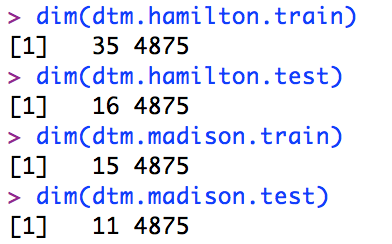 > dim(dtm.hamilton.train)
[1]   35 4875
> dim(dtm.hamilton.test)
[1]   16 4875
> dim(dtm.madison.train)
[1]   15 4875
> dim(dtm.madison.test)
[1]   11 4875